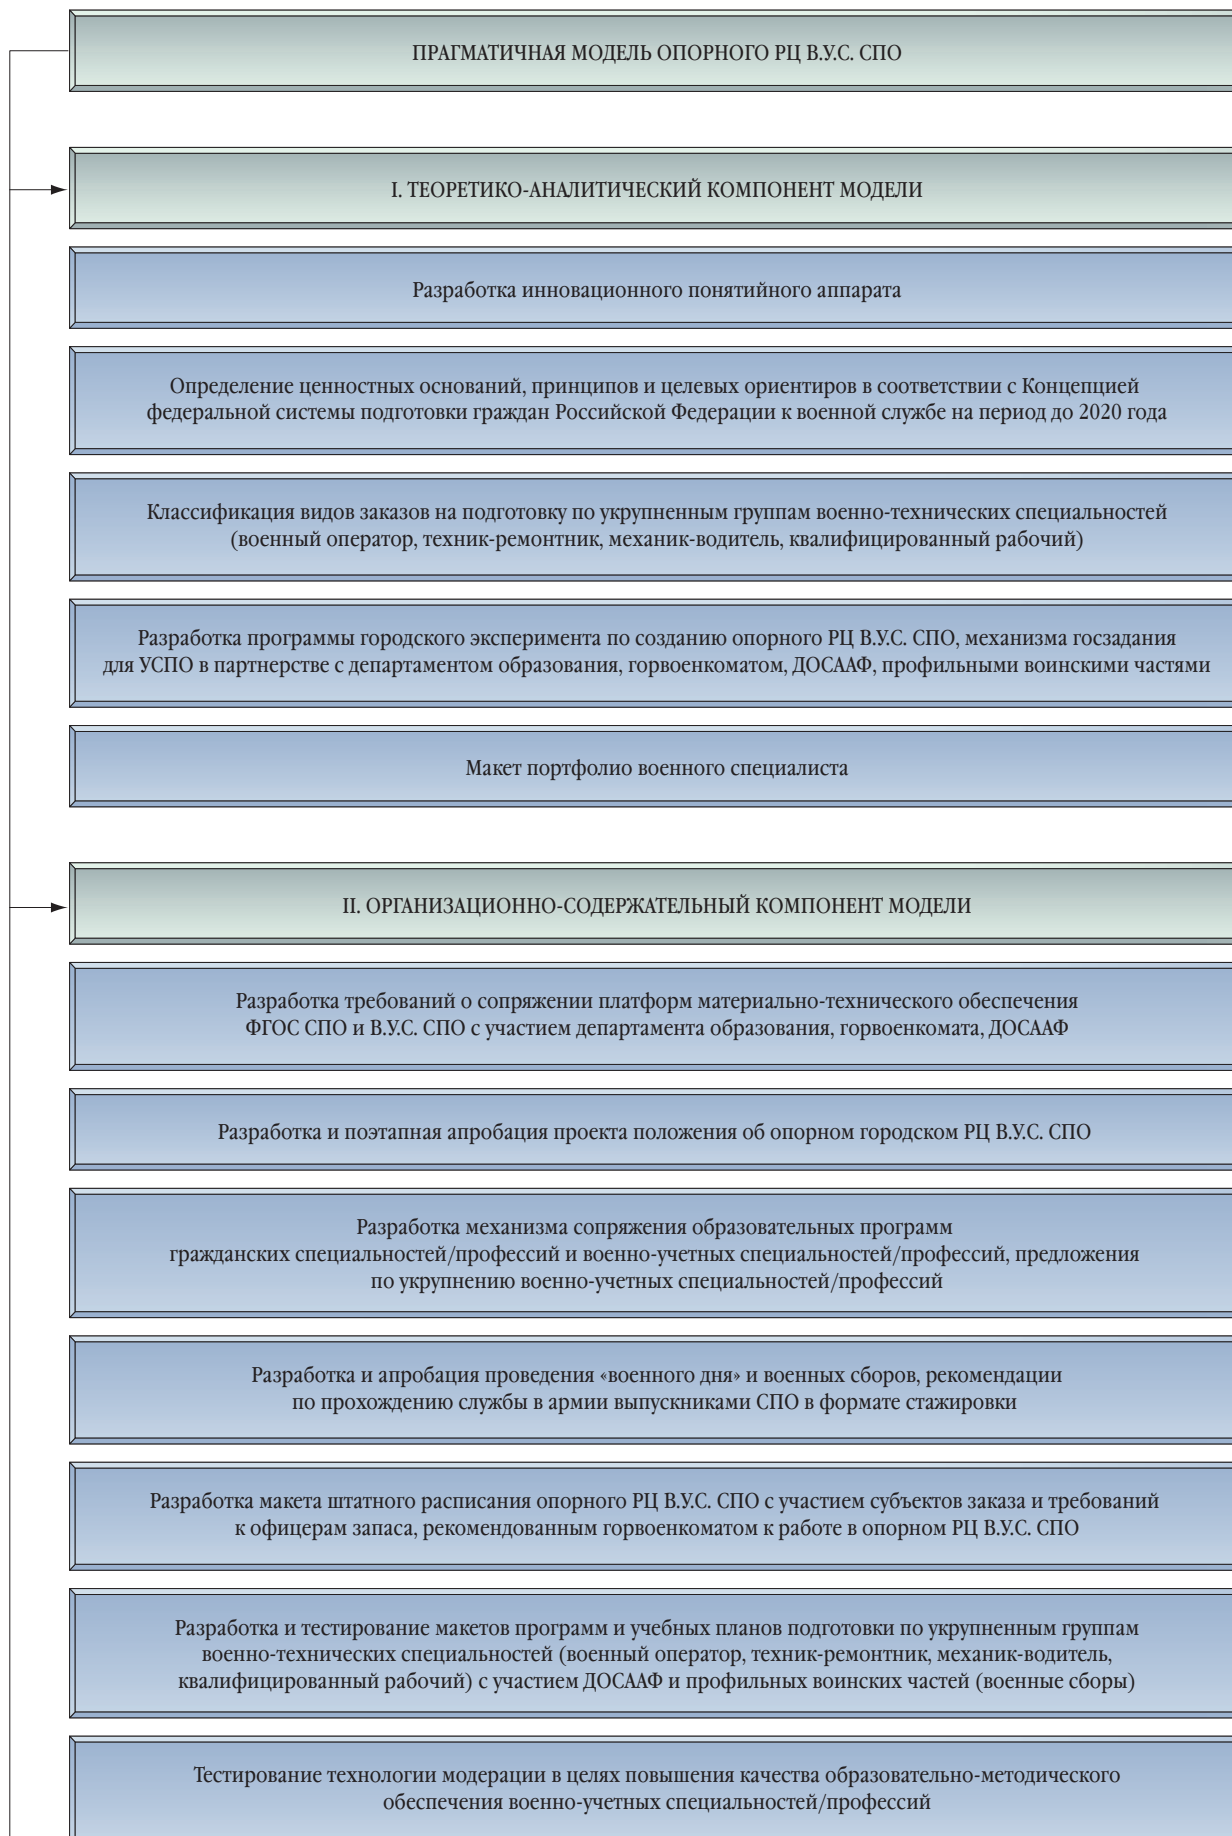 ПРАГМАТИЧНАЯ МОДЕЛЬ ОПОРНОГО РЦ В.У.С. СПО
I. ТЕОРЕТИКО-АНАЛИТИЧЕСКИЙ КОМПОНЕНТ МОДЕЛИ
Разработка инновационного понятийного аппарата
Определение ценностных оснований, принципов и целевых ориентиров в соответствии с Концепцией
федеральной системы подготовки граждан Российской Федерации к военной службе на период до 2020 года
Классификация видов заказов на подготовку по укрупненным группам военно-технических специальностей
(военный оператор, техник-ремонтник, механик-водитель, квалифицированный рабочий)
Разработка программы городского эксперимента по созданию опорного РЦ В.У.С. СПО, механизма госзадания
для УСПО в партнерстве с департаментом образования, горвоенкоматом, ДОСААФ, профильными воинскими частями
Макет портфолио военного специалиста
II. ОРГАНИЗАЦИОННО-СОДЕРЖАТЕЛЬНЫЙ КОМПОНЕНТ МОДЕЛИ
Разработка требований о сопряжении платформ материально-технического обеспечения
ФГОС СПО и В.У.С. СПО с участием департамента образования, горвоенкомата, ДОСААФ
Разработка и поэтапная апробация проекта положения об опорном городском РЦ В.У.С. СПО
Разработка механизма сопряжения образовательных программ
гражданских специальностей/профессий и военно-учетных специальностей/профессий, предложения
по укрупнению военно-учетных специальностей/профессий
Разработка и апробация проведения «военного дня» и военных сборов, рекомендации
по прохождению службы в армии выпускниками СПО в формате стажировки
Разработка макета штатного расписания опорного РЦ В.У.С. СПО с участием субъектов заказа и требований
к офицерам запаса, рекомендованным горвоенкоматом к работе в опорном РЦ В.У.С. СПО
Разработка и тестирование макетов программ и учебных планов подготовки по укрупненным группам
военно-технических специальностей (военный оператор, техник-ремонтник, механик-водитель,
квалифицированный рабочий) с участием ДОСААФ и профильных воинских частей (военные сборы)
Тестирование технологии модерации в целях повышения качества образовательно-методического
обеспечения военно-учетных специальностей/профессий